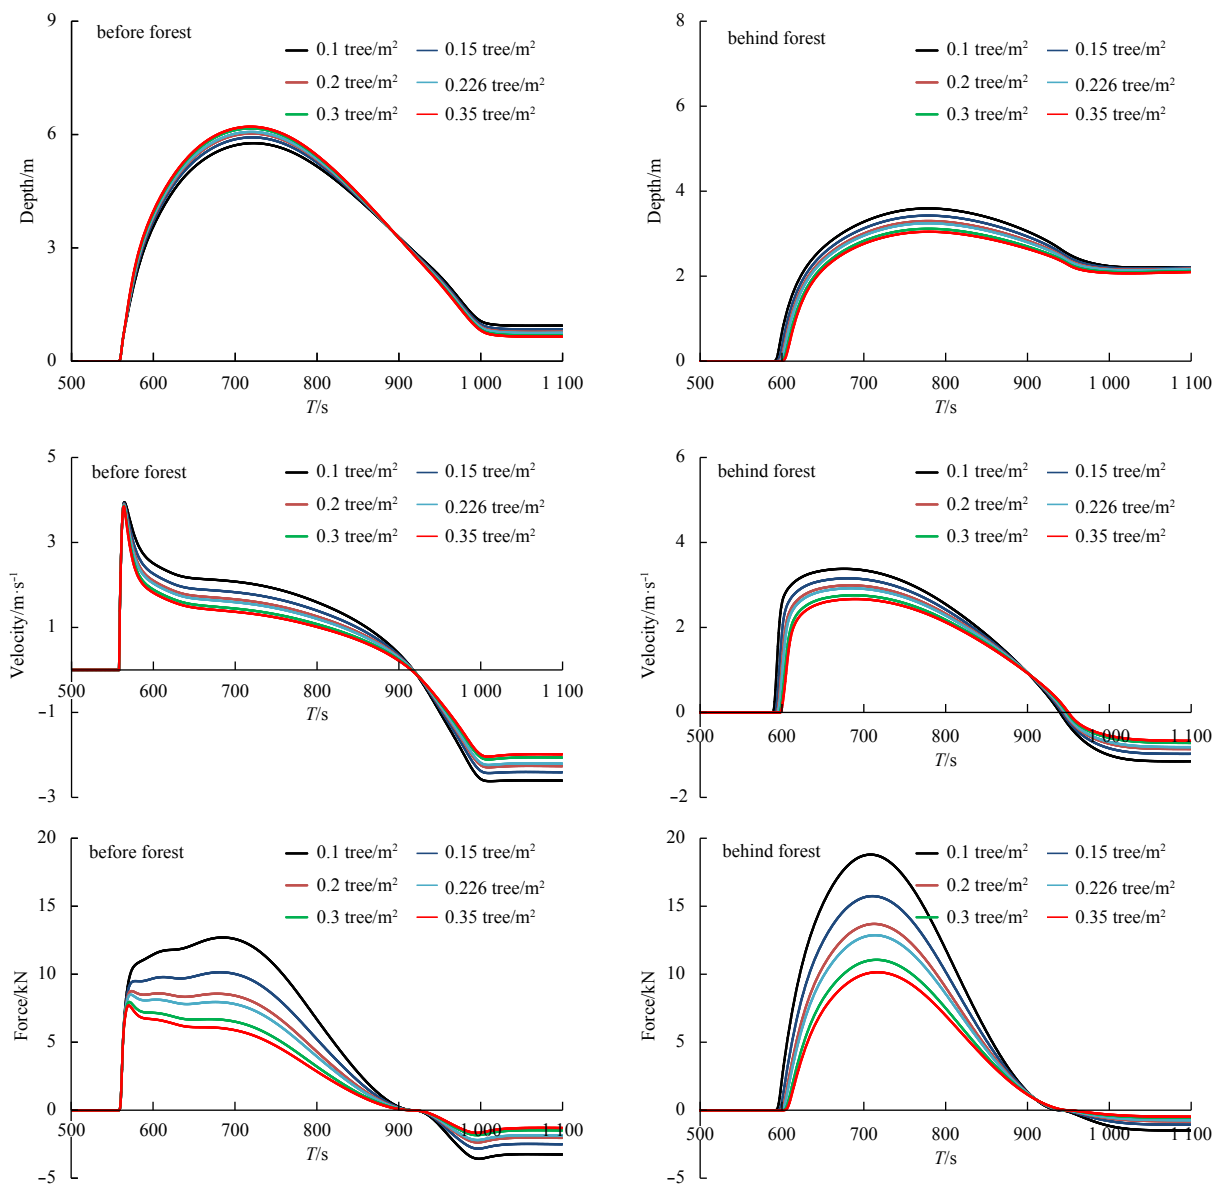 9
before forest
0.1 tree/m²
0.15 tree/m²
0.2 tree/m²
0.226 tree/m²
0.3 tree/m²
0.35 tree/m²
6
3
0
Depth/m
500 600 700 800 900 1 000 1 100
T/s
8
behind forest
0.1 tree/m²
0.15 tree/m²
0.2 tree/m²
0.226 tree/m²
0.3 tree/m²
0.35 tree/m²
6
4
2
0
Depth/m
500 600 700 800 900 1 000 1 100
T/s
5
before forest
0.1 tree/m²
0.15 tree/m²
0.2 tree/m²
0.226 tree/m²
0.3 tree/m²
0.35 tree/m²
3
1
−1
−3
Velocity/m·s⁻¹
500 600 700 800 900 1 000 1 100
T/s
6
behind forest
0.1 tree/m²
0.15 tree/m²
0.2 tree/m²
0.226 tree/m²
0.3 tree/m²
0.35 tree/m²
4
2
0
−2
Velocity/m·s⁻¹
500 600 700 800 900 1 000 1 100
T/s
20
before forest
0.1 tree/m²
0.15 tree/m²
0.2 tree/m²
0.226 tree/m²
0.3 tree/m²
0.35 tree/m²
15
10
5
0
−5
Force/kN
500 600 700 800 900 1 000 1 100
T/s
20
behind forest
0.1 tree/m²
0.15 tree/m²
0.2 tree/m²
0.226 tree/m²
0.3 tree/m²
0.35 tree/m²
15
10
5
0
−5
Force/kN
500 600 700 800 900 1 000 1 100
T/s